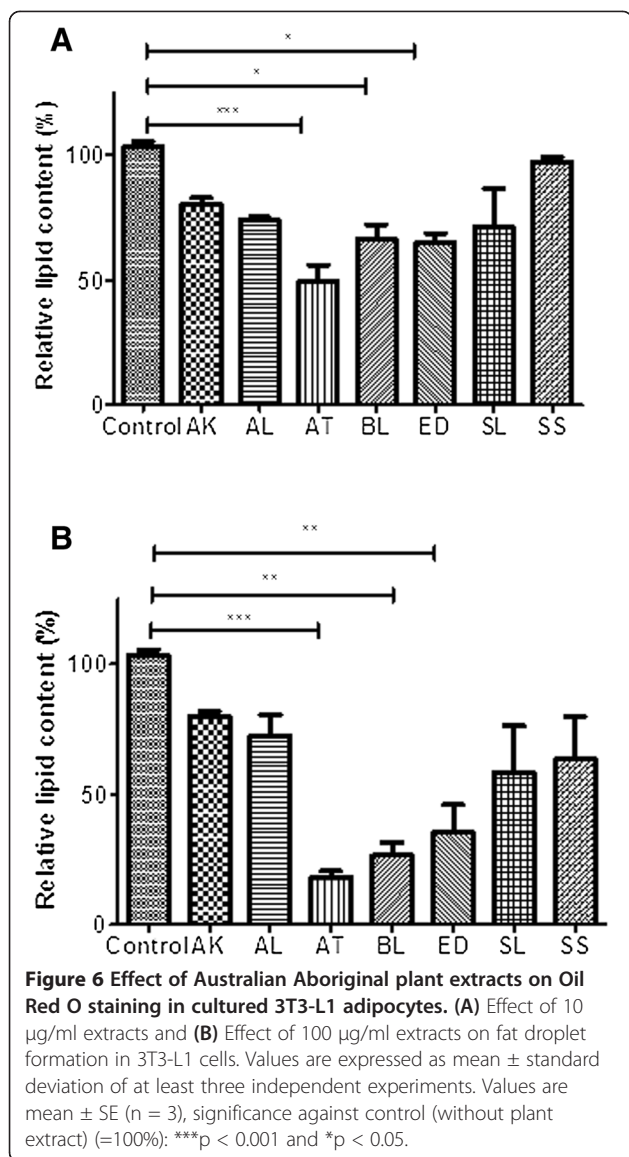 A
×
×
×××
Relative lipid content (%)
100
50
0
Control AK AL AT BL ED SL SS
B
××
××
×××
Relative lipid content (%)
100
50
0
Control AK AL AT BL ED SL SS
Figure 6 Effect of Australian Aboriginal plant extracts on Oil
Red O staining in cultured 3T3-L1 adipocytes. (A) Effect of 10
µg/ml extracts and (B) Effect of 100 µg/ml extracts on fat droplet
formation in 3T3-L1 cells. Values are expressed as mean ± standard
deviation of at least three independent experiments. Values are
mean ± SE (n = 3), significance against control (without plant
extract) (=100%): ***p < 0.001 and *p < 0.05.